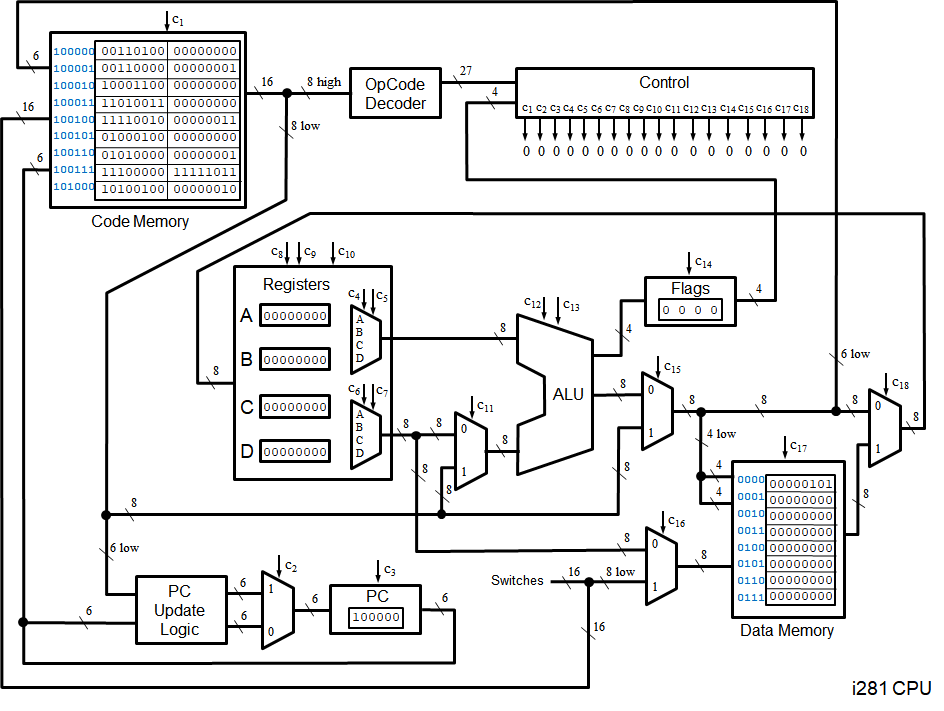 c1
6
100000 00110100 00000000
100001 00110000 00000001
100010 10001100 00000000
100011 11010011 00000000
100100 11110010 00000011
100101 01000100 00000000
100110 01010000 00000001
100111 11100000 11111011
101000 10100100 00000010
Code Memory
16
6
16
8 high
8 low
OpCode
Decoder
27
4
Control
c1 c2 c3 c4 c5 c6 c7 c8 c9 c10 c11 c12 c13 c14 c15 c16 c17 c18
0 0 0 0 0 0 0 0 0 0 0 0 0 0 0 0 0 0
c8 c9 c10
Registers
A 00000000
B 00000000
C 00000000
D 00000000
8
c4 c5
A
B
C
D
c6 c7
A
B
C
D
8
8
8
8
8
c11
0
1
8
c12 c13
ALU
8
4
c14
Flags
0 0 0 0
4
c15
0
1
8
8
8
8
6 low
8
c18
0
1
8
8
4 low
4
4
c17
0000 00000101
0001 00000000
0010 00000000
0011 00000000
0100 00000000
0101 00000000
0110 00000000
0111 00000000
Data Memory
c16
0
1
8
8
Switches
16
8 low
16
8
6 low
6
PC
Update
Logic
6
6
c2
1
0
6
c3
PC
100000
6
i281 CPU